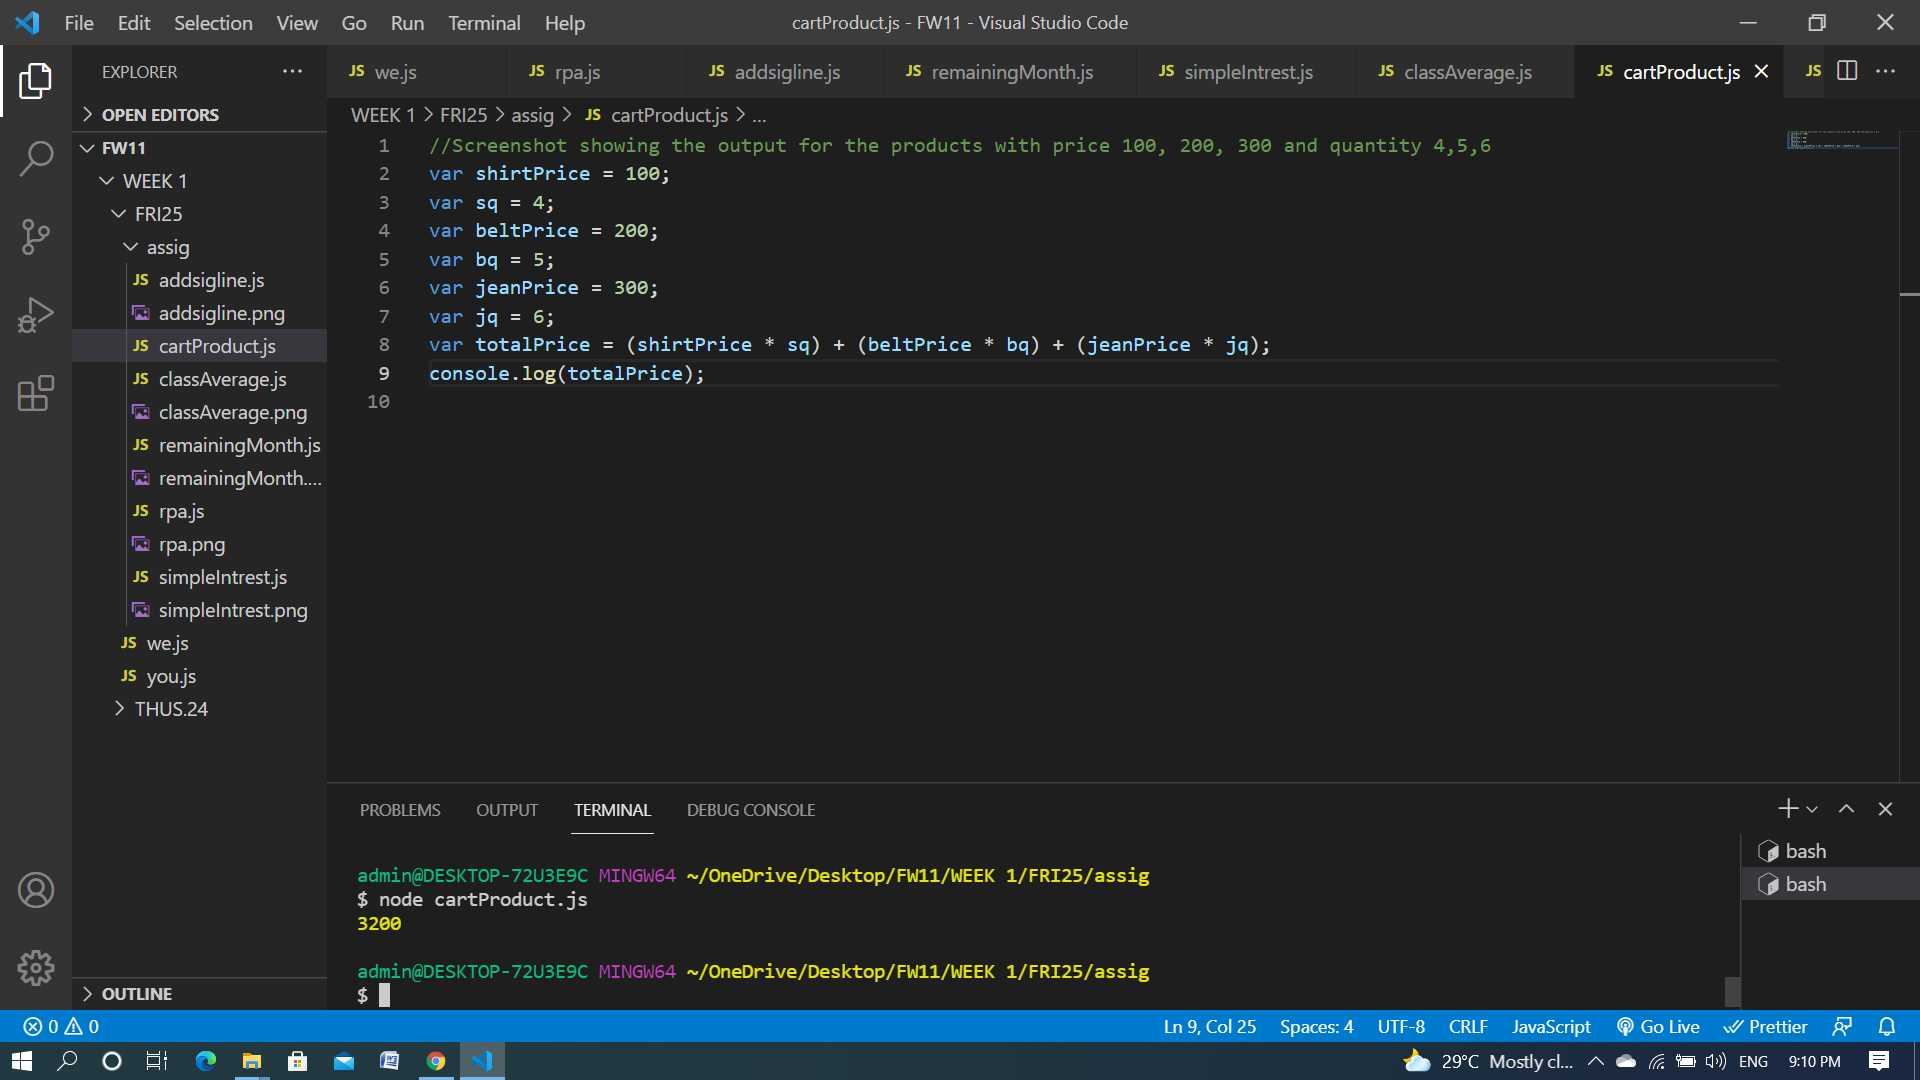 File Edit Selection View Go Run Terminal Help
cartProduct.js - FW11 - Visual Studio Code
EXPLORER
JS we.js
JS rpa.js
JS addsigline.js
JS remainingMonth.js
JS simpleIntrest.js
JS classAverage.js
JS cartProduct.js
JS
OPEN EDITORS
FW11
WEEK 1
FRI25
assig
JS addsigline.js
addsigline.png
JS cartProduct.js
JS classAverage.js
classAverage.png
JS remainingMonth.js
remainingMonth....
JS rpa.js
rpa.png
JS simpleIntrest.js
simpleIntrest.png
JS we.js
JS you.js
THUS.24
OUTLINE
WEEK 1 > FRI25 > assig > JS cartProduct.js > ...
1 //Screenshot showing the output for the products with price 100, 200, 300 and quantity 4,5,6
2 var shirtPrice = 100;
3 var sq = 4;
4 var beltPrice = 200;
5 var bq = 5;
6 var jeanPrice = 300;
7 var jq = 6;
8 var totalPrice = (shirtPrice * sq) + (beltPrice * bq) + (jeanPrice * jq);
9 console.log(totalPrice);
10
PROBLEMS OUTPUT TERMINAL DEBUG CONSOLE
admin@DESKTOP-72U3E9C MINGW64 ~/OneDrive/Desktop/FW11/WEEK 1/FRI25/assig
$ node cartProduct.js
3200
admin@DESKTOP-72U3E9C MINGW64 ~/OneDrive/Desktop/FW11/WEEK 1/FRI25/assig
$
bash
bash
0 0
Ln 9, Col 25 Spaces: 4 UTF-8 CRLF JavaScript Go Live Prettier
29°C Mostly cl... ENG 9:10 PM